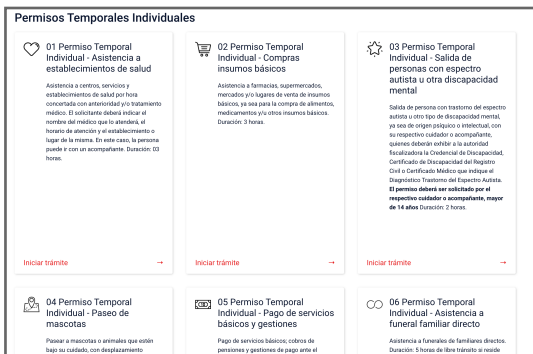 Permisos Temporales Individuales
01 Permiso Temporal
Individual - Asistencia a
establecimientos de salud
Asistencia a centros, servicios y
establecimientos de salud por hora
concertada con anterioridad y/o tratamiento
médico. El solicitante deberá indicar el
nombre del médico que lo atenderá, el
horario de atención y el establecimiento o
lugar de la misma. En este caso, la persona
puede ir con un acompañante. Duración: 03
horas.
Iniciar trámite →
02 Permiso Temporal
Individual - Compras
insumos básicos
Asistencia a farmacias, supermercados,
mercados y/o lugares de venta de insumos
básicos, ya sea para la compra de alimentos,
medicamentos y/u otros insumos básicos.
Duración: 3 horas.
Iniciar trámite →
03 Permiso Temporal
Individual - Salida de
personas con espectro
autista u otra discapacidad
mental
Salida de persona con trastorno del espectro
autista u otro tipo de discapacidad mental,
ya sea de origen psíquico o intelectual, con
su respectivo cuidador o acompañante,
quienes deberán exhibir a la autoridad
fiscalizadora la Credencial de Discapacidad,
Certificado de Discapacidad del Registro
Civil o Certificado Médico que indique el
Diagnóstico Trastorno del Espectro Autista.
El permiso deberá ser solicitado por el
respectivo cuidador o acompañante, mayor
de 14 años Duración: 2 horas.
Iniciar trámite →
04 Permiso Temporal
Individual - Paseo de
mascotas
Pasear a mascotas o animales que estén
bajo su cuidado, con desplazamiento
05 Permiso Temporal
Individual - Pago de servicios
básicos y gestiones
Pago de servicios básicos; cobros de
pensiones y gestiones de pago ante el
06 Permiso Temporal
Individual - Asistencia a
funeral familiar directo
Asistencia a funerales de familiares directos.
Duración: 5 horas de libre tránsito si reside